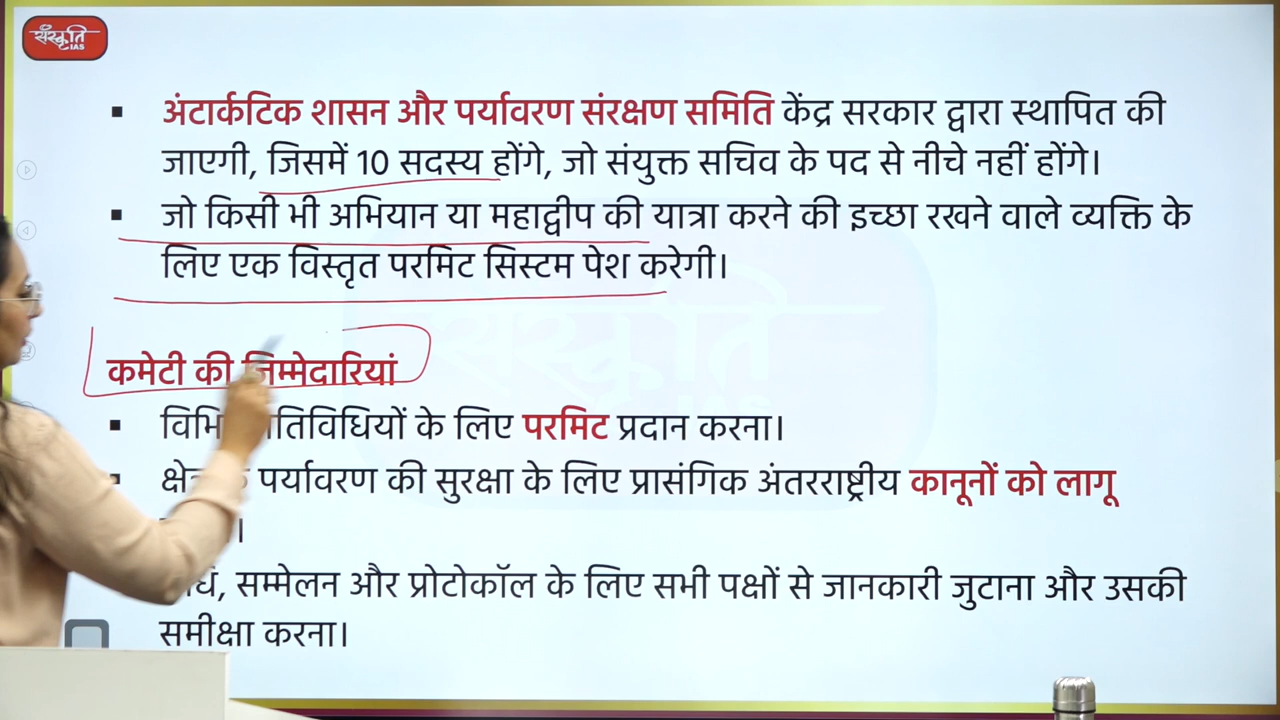 संस्कृति
IAS
▪ अंटार्कटिक शासन और पर्यावरण संरक्षण समिति केंद्र सरकार द्वारा स्थापित की
जाएगी, जिसमें 10 सदस्य होंगे, जो संयुक्त सचिव के पद से नीचे नहीं होंगे।
▪ जो किसी भी अभियान या महाद्वीप की यात्रा करने की इच्छा रखने वाले व्यक्ति के
लिए एक विस्तृत परमिट सिस्टम पेश करेगी।
कमेटी की जिम्मेदारियां
▪ के लिए परमिट प्रदान करना।
▪ पर्यावरण की सुरक्षा के लिए प्रासंगिक अंतरराष्ट्रीय कानूनों को लागू
सम्मेलन और प्रोटोकॉल के लिए सभी पक्षों से जानकारी जुटाना और उसकी
समीक्षा करना।